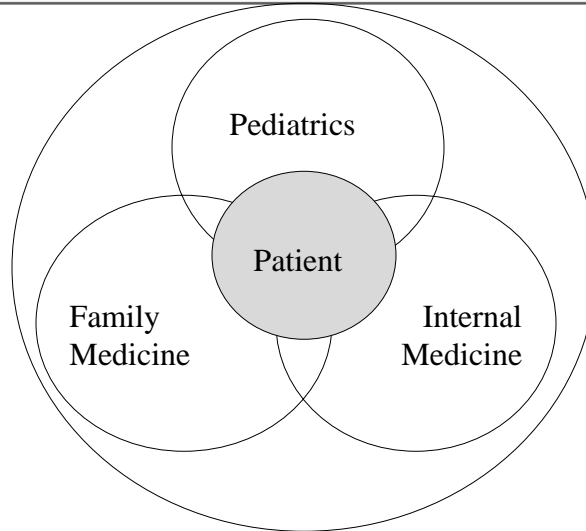 Pediatrics
Patient
Family
Medicine
Internal
Medicine